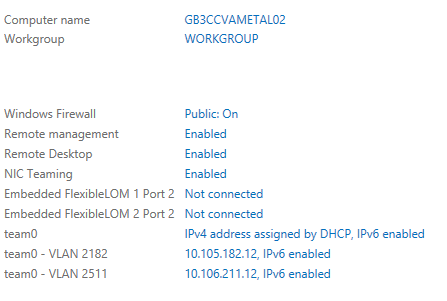 Computer name GB3CCVAMETAL02
Workgroup WORKGROUP
Windows Firewall Public: On
Remote management Enabled
Remote Desktop Enabled
NIC Teaming Enabled
Embedded FlexibleLOM 1 Port 2 Not connected
Embedded FlexibleLOM 2 Port 2 Not connected
team0 IPv4 address assigned by DHCP, IPv6 enabled
team0 - VLAN 2182 10.105.182.12, IPv6 enabled
team0 - VLAN 2511 10.106.211.12, IPv6 enabled